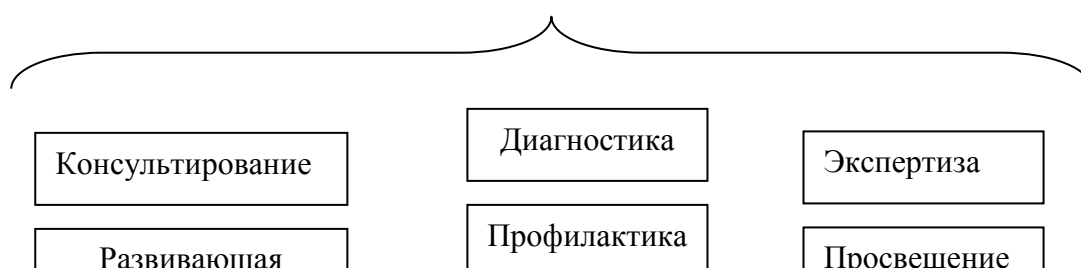 Консультирование
Диагностика
Экспертиза
Развивающая
Профилактика
Просвещение